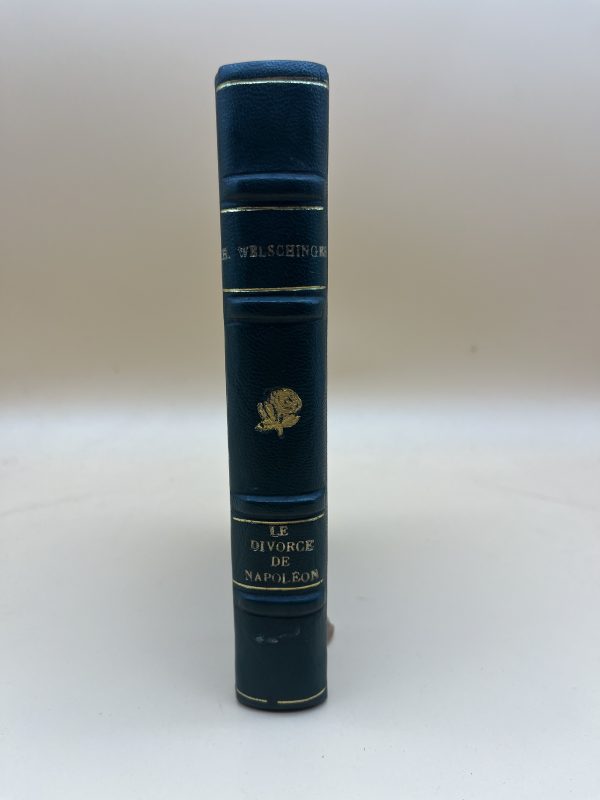 H. WELSCHINGER
LE
DIVORCE
DE
NAPOLÉON